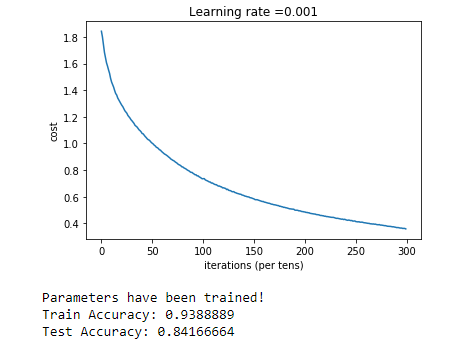 Learning rate =0.001
1.8
1.6
1.4
1.2
1.0
0.8
0.6
0.4
cost
0 50 100 150 200 250 300
iterations (per tens)
Parameters have been trained!
Train Accuracy: 0.9388889
Test Accuracy: 0.84166664